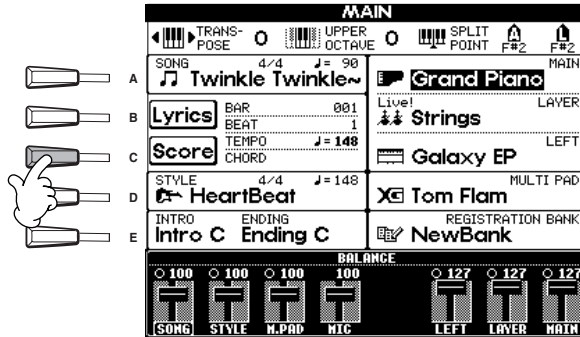 MAIN
TRANS-POSE 0 UPPER OCTAVE 0 SPLIT POINT A F#2 L F#2
SONG 4/4 ♩= 90
Twinkle Twinkle~
MAIN
Grand Piano
A
Lyrics BAR 001
BEAT 1
Live! LAYER
Strings
B
Score TEMPO ♩=148
CHORD
LEFT
Galaxy EP
C
STYLE 4/4 ♩=148
HeartBeat
MULTI PAD
Tom Flam
D
INTRO ENDING
Intro C Ending C
REGISTRATION BANK
NewBank
E
BALANCE
100 100 100 100 127 127 127
SONG STYLE M.PAD MIC LEFT LAYER MAIN